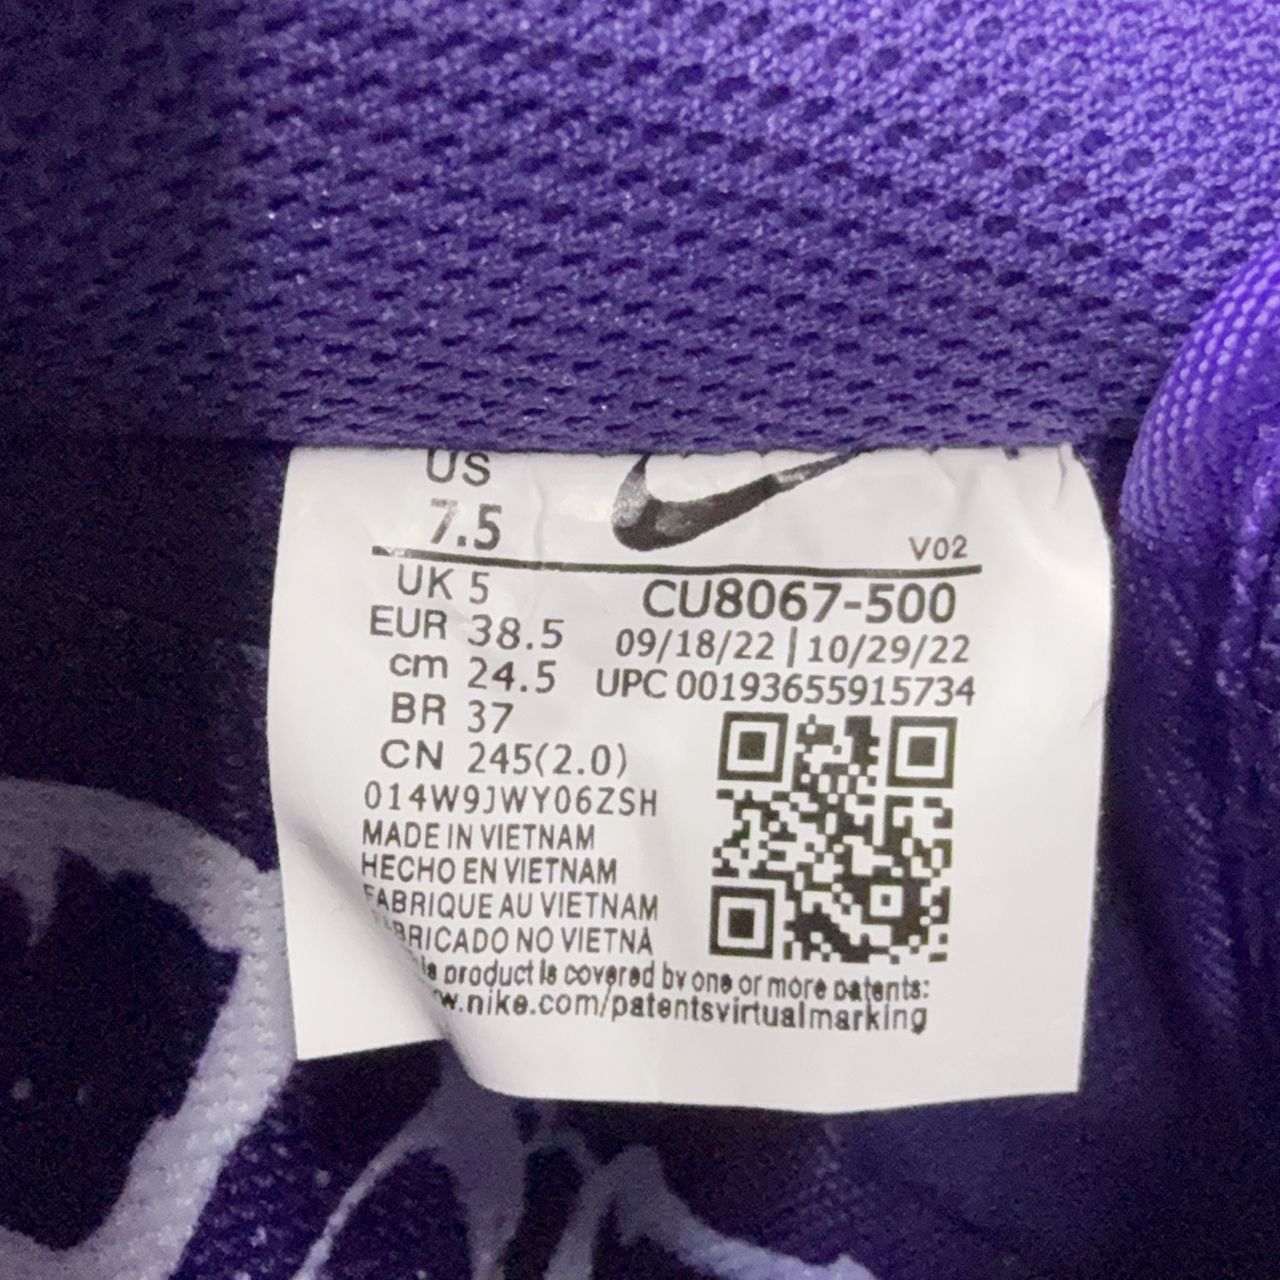 US
7.5
V02
UK 5
CU8067-500
EUR 38.5
09/18/22 | 10/29/22
cm 24.5
UPC 00193655915734
BR 37
CN 245(2.0)
014W9JWY06ZSH
MADE IN VIETNAM
HECHO EN VIETNAM
FABRIQUE AU VIETNAM
FABRICADO NO VIETNÃ
product is covered by one or more patents:
.nike.com/patentsvirtualmarking